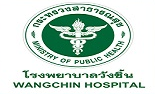 กระทรวงสาธารณสุข
MINISTRY OF PUBLIC HEALTH
โรงพยาบาลวังชิ้น
WANGCHIN HOSPITAL